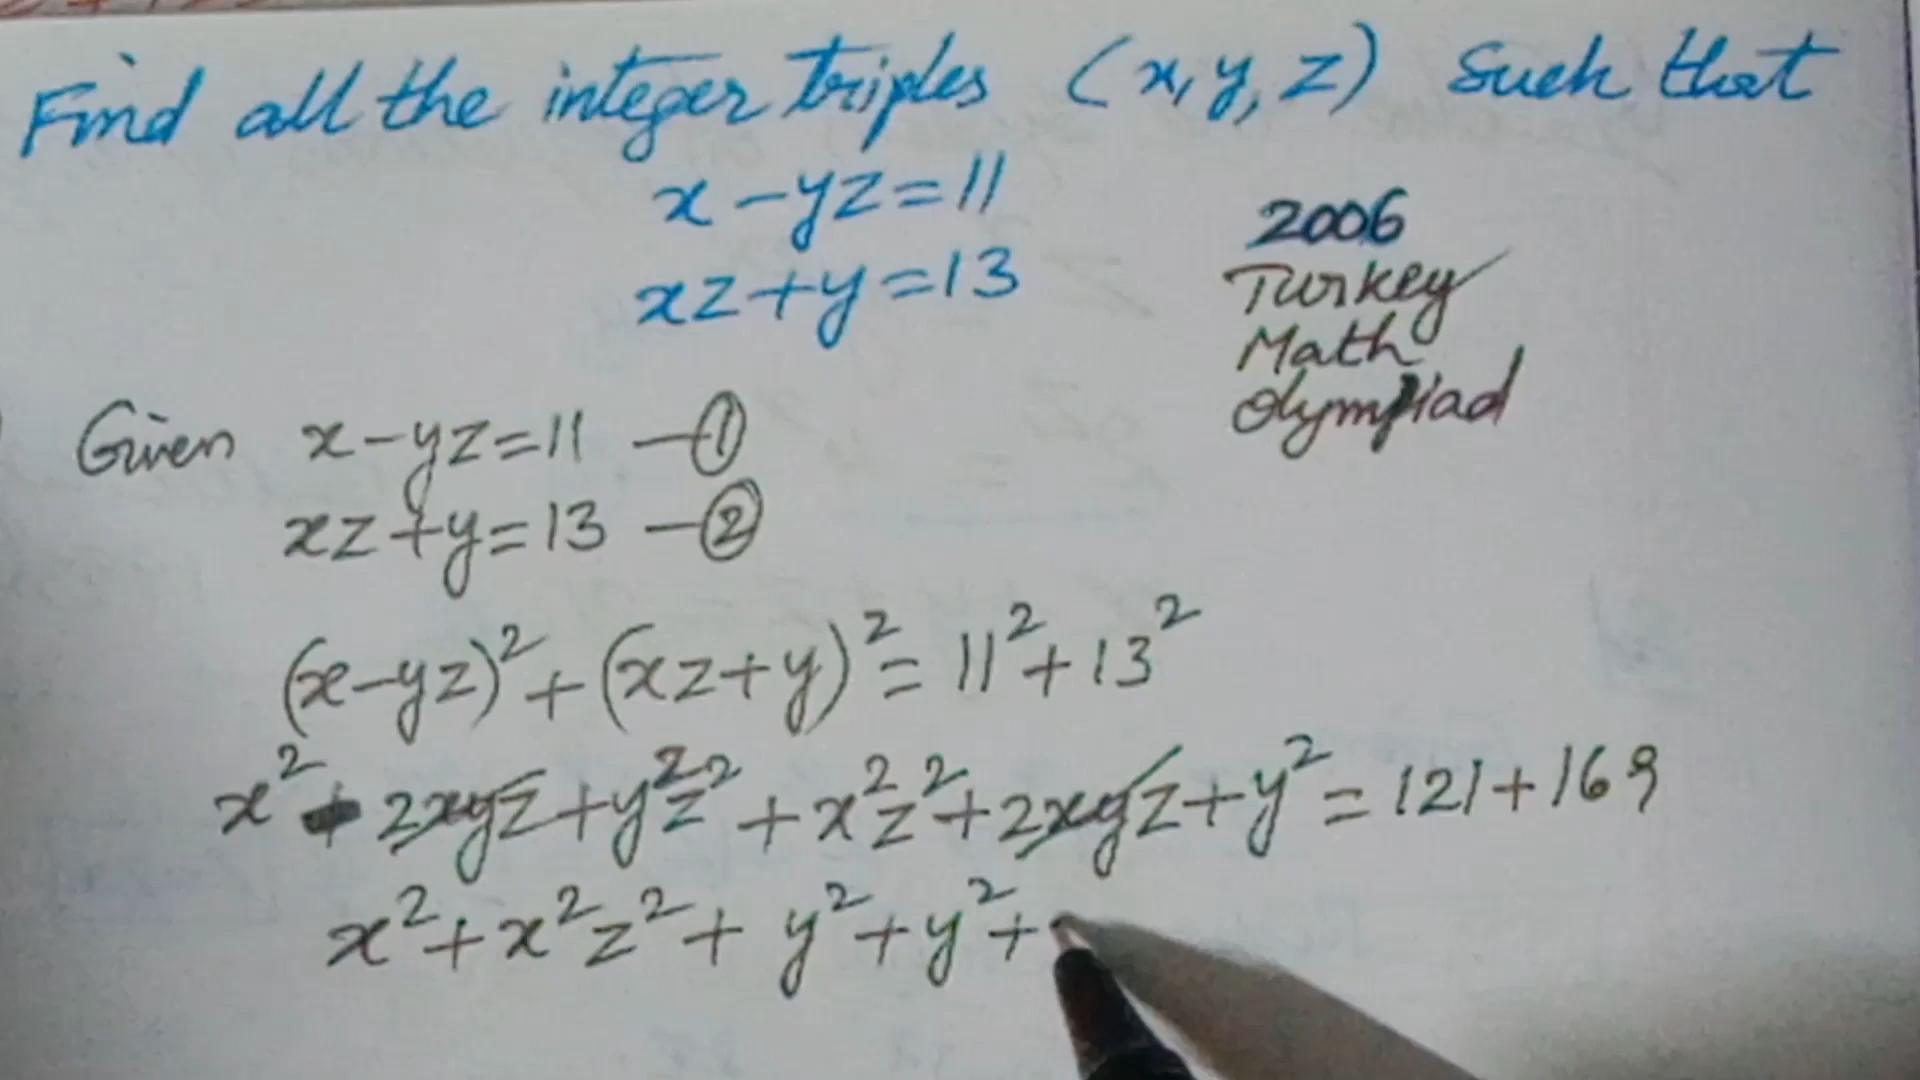 Find all the integer triples (x, y, z) such that
x - yz = 11
xz + y = 13
2006
Turkey
Math
Olympiad
Given x - yz = 11 — ①
xz + y = 13 — ②
(x - yz)² + (xz + y)² = 11² + 13²
x² - 2xyz + y²z² + x²z² + 2xyz + y² = 121 + 169
x² + x²z² + y² + y² +